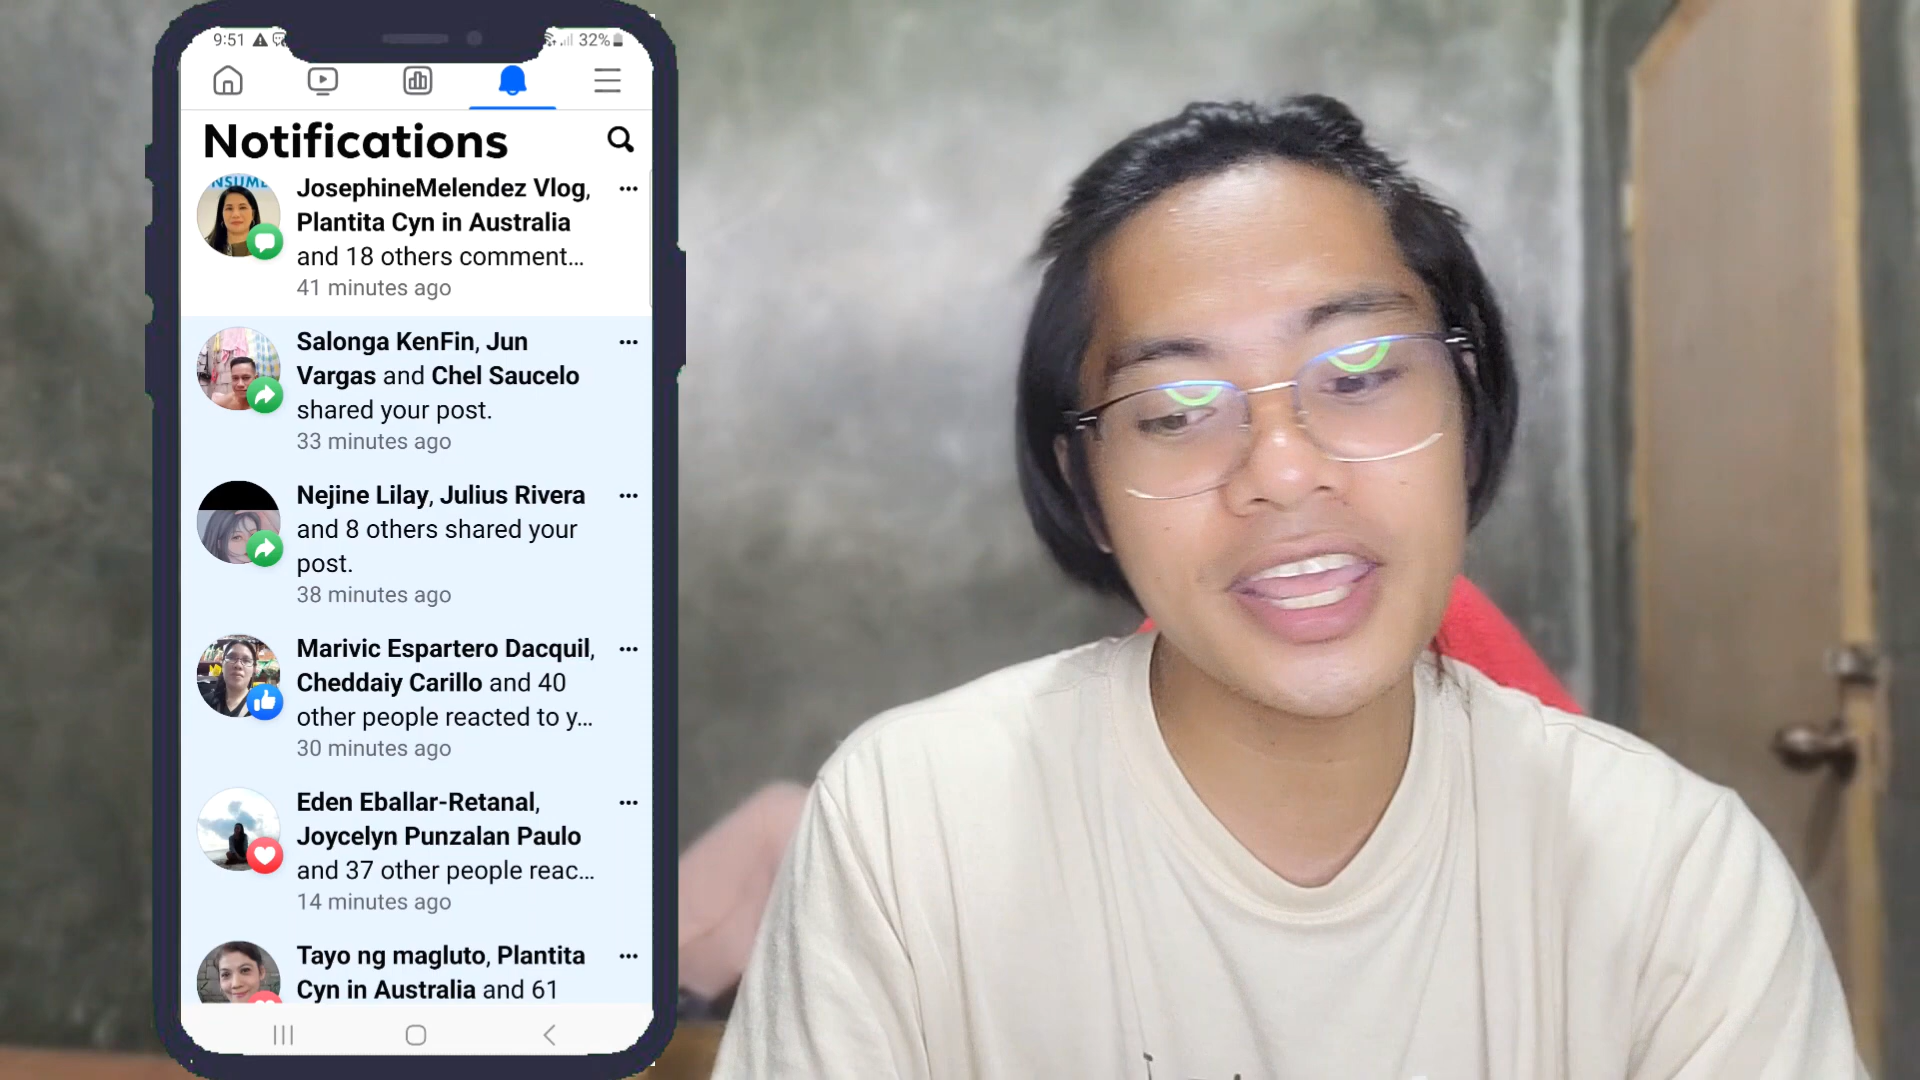 9:51
32%
Notifications
NSUME
JosephineMelendez Vlog,
Plantita Cyn in Australia
and 18 others comment...
41 minutes ago
Salonga KenFin, Jun
Vargas and Chel Saucelo
shared your post.
33 minutes ago
Nejine Lilay, Julius Rivera
and 8 others shared your
post.
38 minutes ago
Marivic Espartero Dacquil,
Cheddaiy Carillo and 40
other people reacted to y...
30 minutes ago
Eden Eballar-Retanal,
Joycelyn Punzalan Paulo
and 37 other people reac...
14 minutes ago
Tayo ng magluto, Plantita
Cyn in Australia and 61